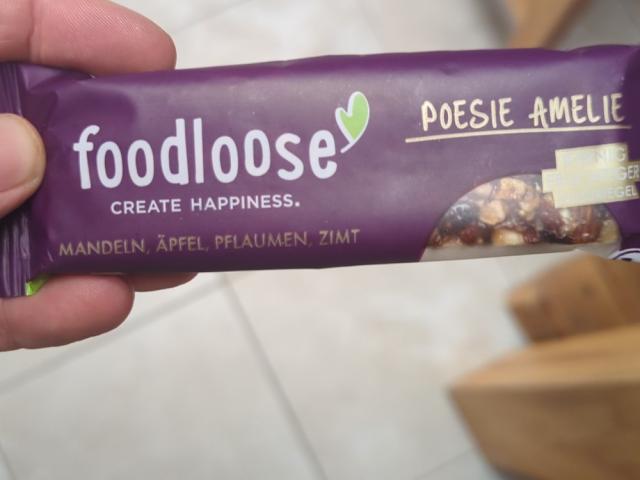 foodloose
CREATE HAPPINESS.
MANDELN, ÄPFEL, PFLAUMEN, ZIMT
POESIE AMELIE